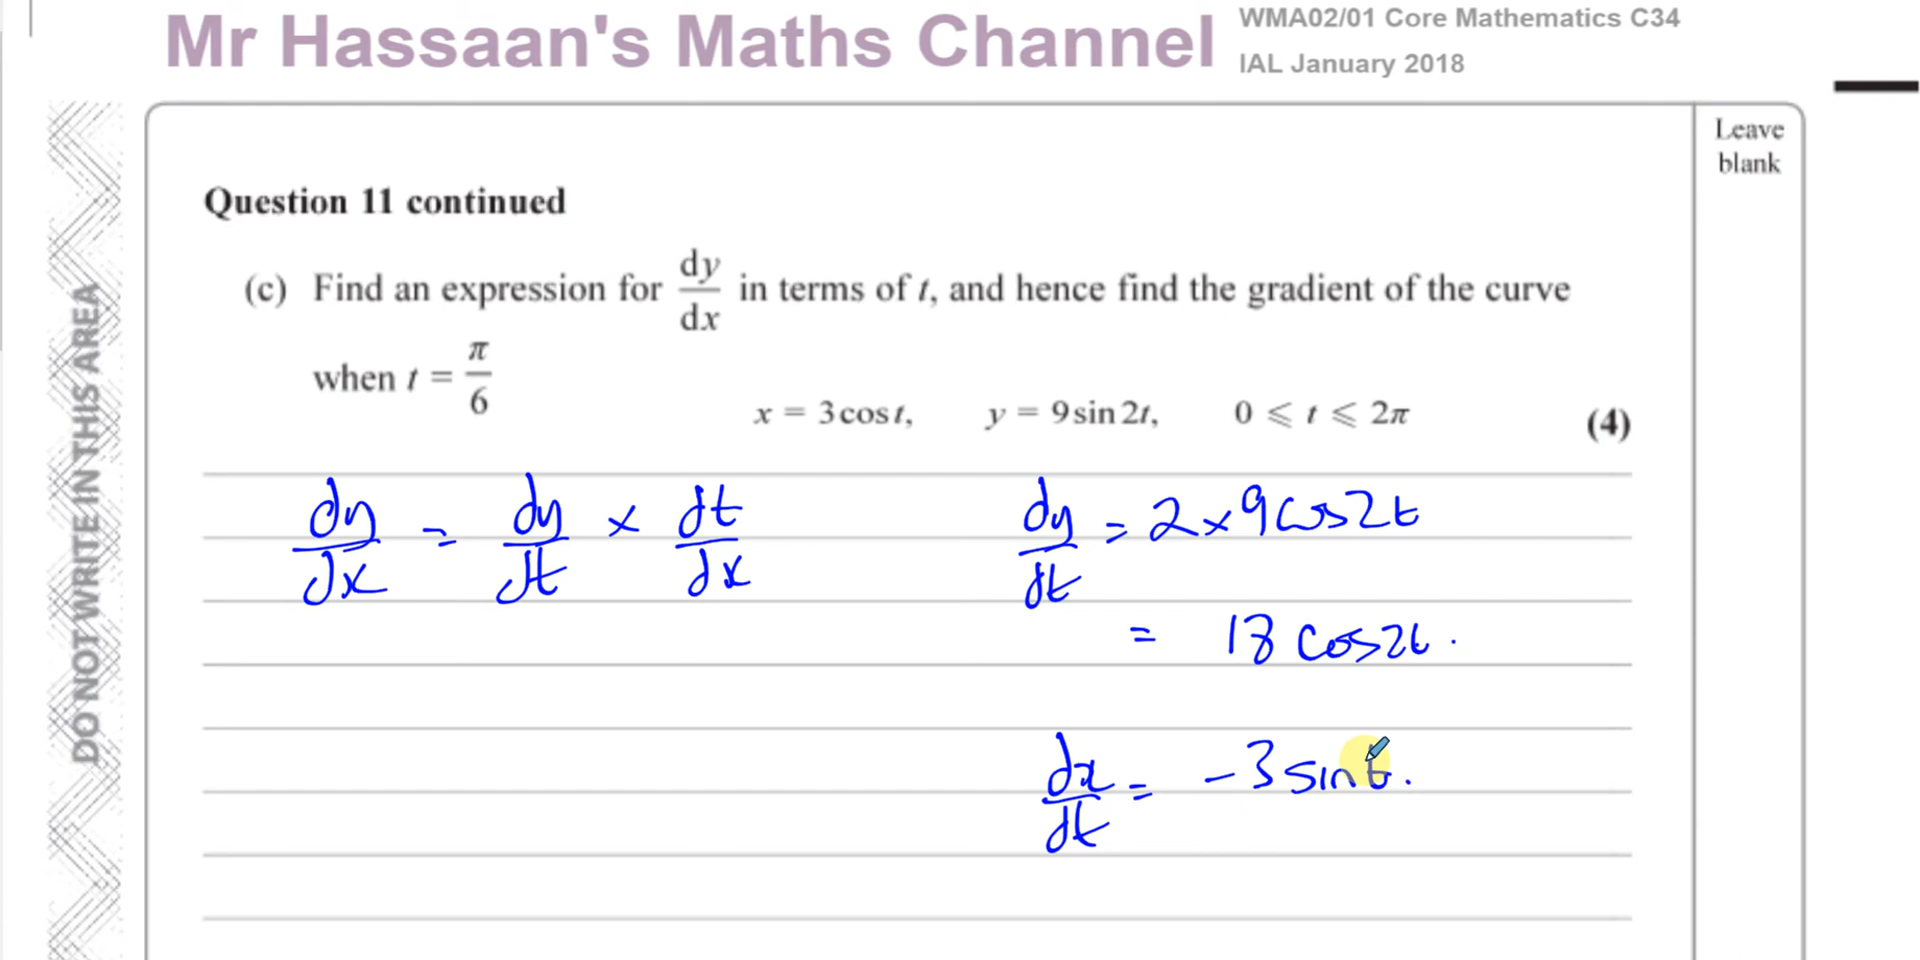 Mr Hassaan's Maths Channel
WMA02/01 Core Mathematics C34
IAL January 2018
Leave
blank
DO NOT WRITE IN THIS AREA
Question 11 continued
(c) Find an expression for dy/dx in terms of t, and hence find the gradient of the curve
when t = π/6
x = 3cos t, y = 9sin 2t, 0 ⩽ t ⩽ 2π (4)
dy/dx = dy/dt × dt/dx
dy/dt = 2×9cos2t
= 18 cos2t.
dx/dt = -3 sin t.